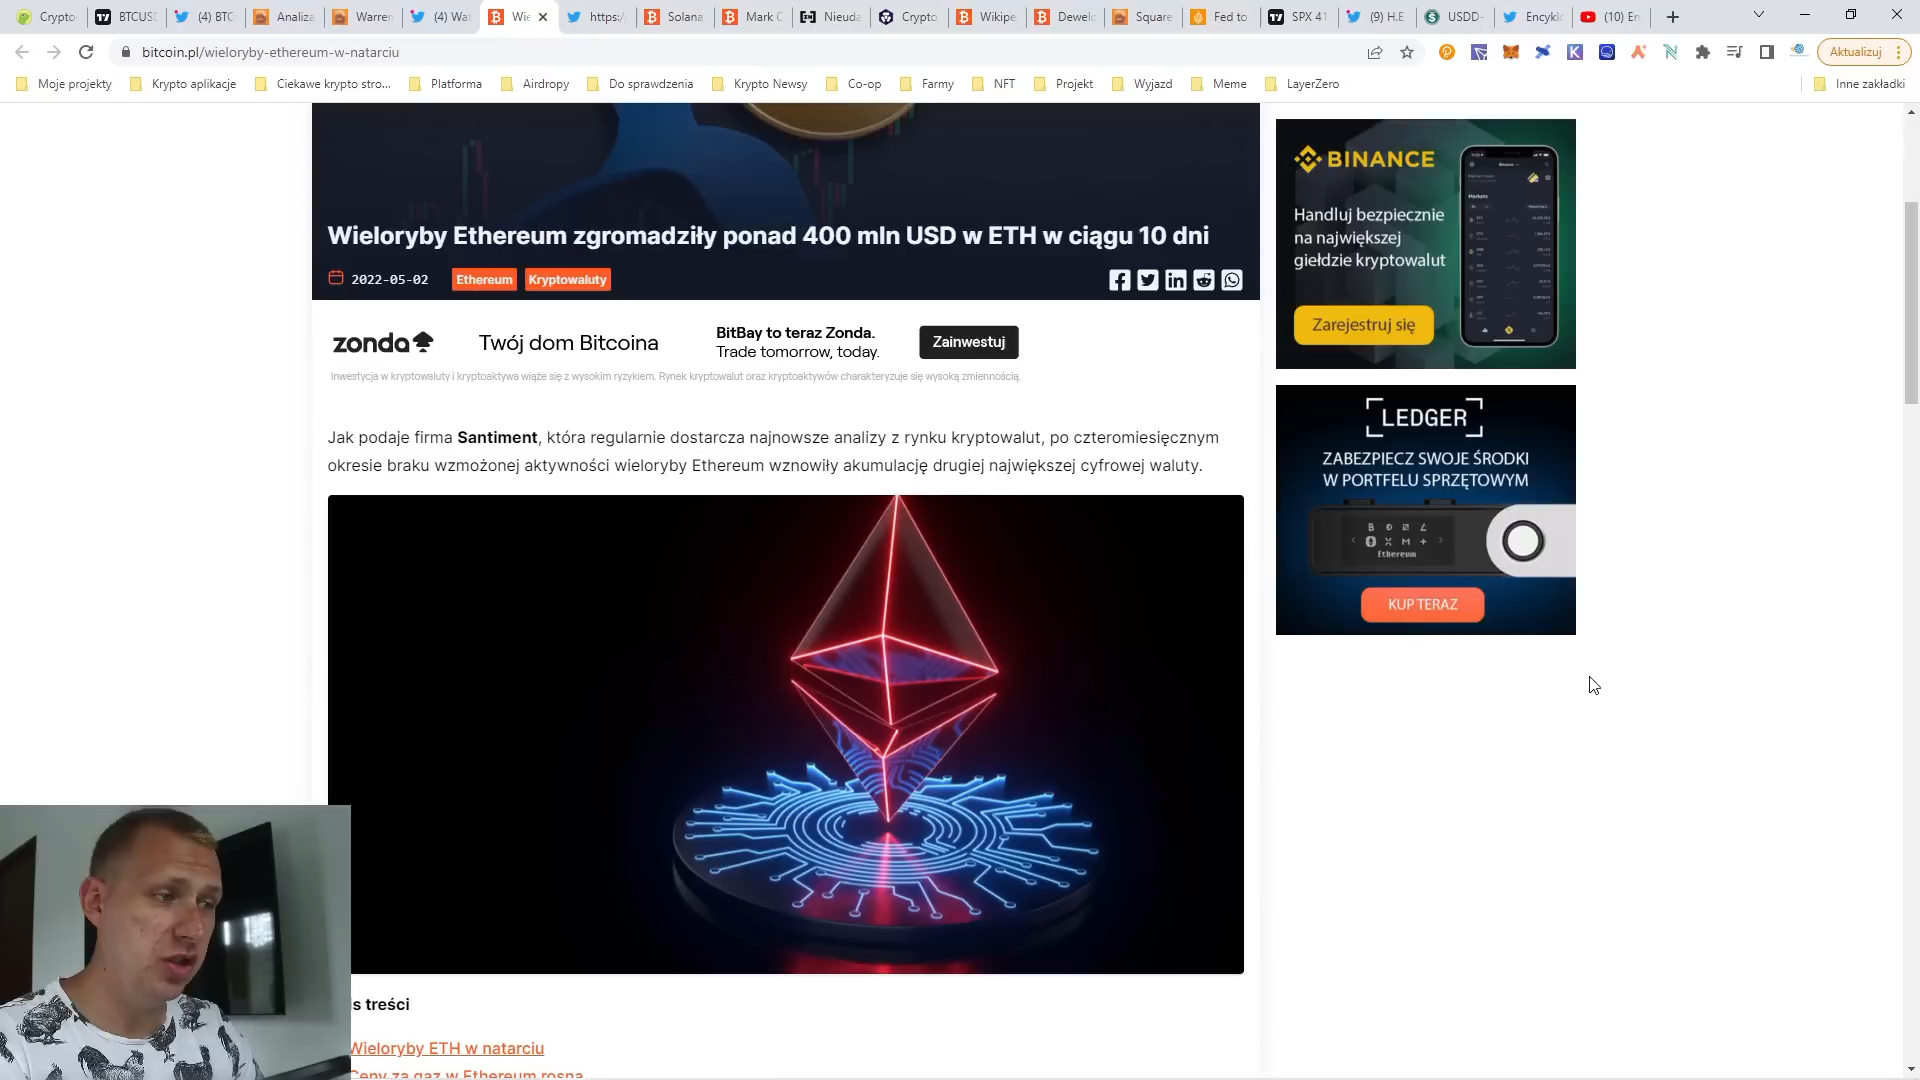 Crypto
BTCUSD
(4) BTC
Analiza
Warren
(4) Wat
Wie
https:/
Solana
Mark C
Nieuda
Crypto
Wikipe
Dewelo
Square
Fed to
SPX 41
(9) H.E
USDD-
Encyklo
(10) En
bitcoin.pl/wieloryby-ethereum-w-natarciu
Aktualizuj
Moje projekty
Krypto aplikacje
Ciekawe krypto stro...
Platforma
Airdropy
Do sprawdzenia
Krypto Newsy
Co-op
Farmy
NFT
Projekt
Wyjazd
Meme
LayerZero
Inne zakładki
Wieloryby Ethereum zgromadziły ponad 400 mln USD w ETH w ciągu 10 dni
2022-05-02
Ethereum
Kryptowaluty
zonda
Twój dom Bitcoina
BitBay to teraz Zonda.
Trade tomorrow, today.
Zainwestuj
Inwestycja w kryptowaluty i kryptoaktywa wiąże się z wysokim ryzykiem. Rynek kryptowalut oraz kryptoaktywów charakteryzuje się wysoką zmiennością.
Jak podaje firma Santiment, która regularnie dostarcza najnowsze analizy z rynku kryptowalut, po czteromiesięcznym
okresie braku wzmożonej aktywności wieloryby Ethereum wznowiły akumulację drugiej największej cyfrowej waluty.
is treści
Wieloryby ETH w natarciu
Ceny za gaz w Ethereum rosną
BINANCE
Handluj bezpiecznie
na największej
giełdzie kryptowalut
Zarejestruj się
LEDGER
ZABEZPIECZ SWOJE ŚRODKI
W PORTFELU SPRZĘTOWYM
Ethereum
KUP TERAZ